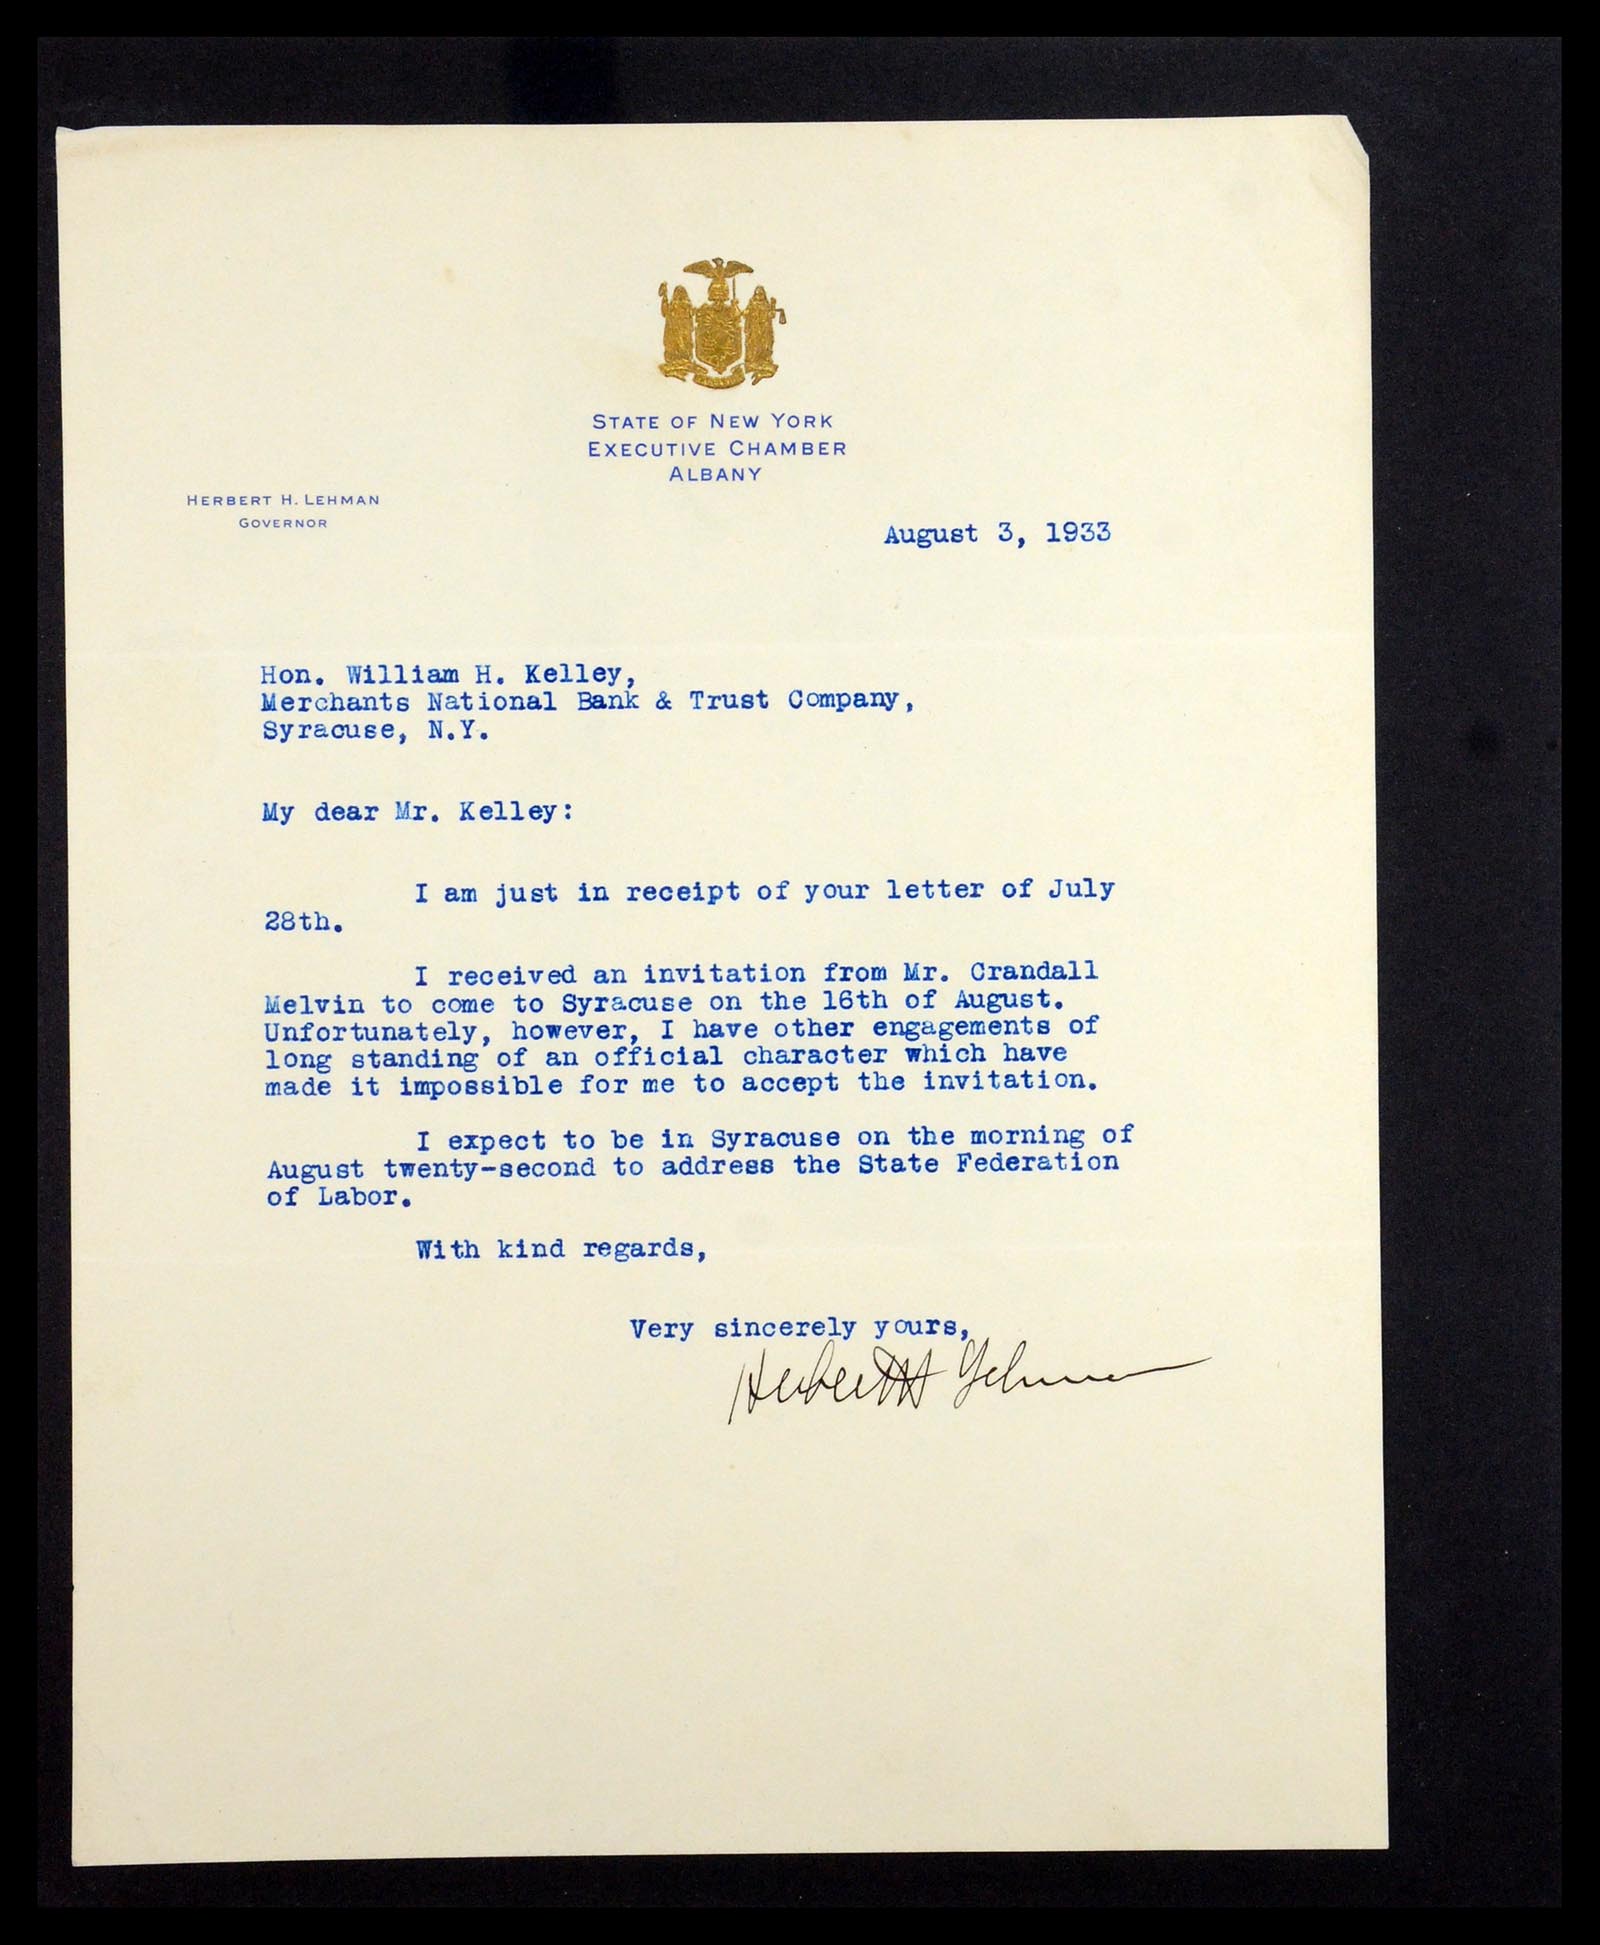 STATE OF NEW YORK
EXECUTIVE CHAMBER
ALBANY
HERBERT H. LEHMAN
GOVERNOR
August 3, 1933
Hon. William H. Kelley,
Merchants National Bank & Trust Company,
Syracuse, N.Y.
My dear Mr. Kelley:
I am just in receipt of your letter of July
28th.
I received an invitation from Mr. Crandall
Melvin to come to Syracuse on the 16th of August.
Unfortunately, however, I have other engagements of
long standing of an official character which have
made it impossible for me to accept the invitation.
I expect to be in Syracuse on the morning of
August twenty-second to address the State Federation
of Labor.
With kind regards,
Very sincerely yours,
Herbert H Lehman